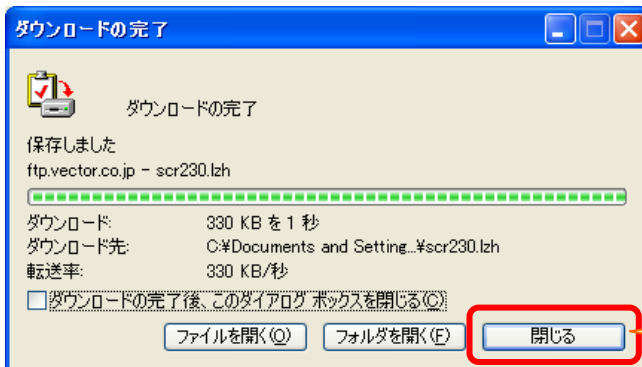 ダウンロードの完了
ダウンロードの完了
保存しました
ftp.vector.co.jp - scr230.lzh
ダウンロード: 330 KB を 1 秒
ダウンロード先: C:¥Documents and Setting...¥scr230.lzh
転送率: 330 KB/秒
ダウンロードの完了後、このダイアログ ボックスを閉じる(C)
ファイルを開く(O) フォルダを開く(F) 閉じる